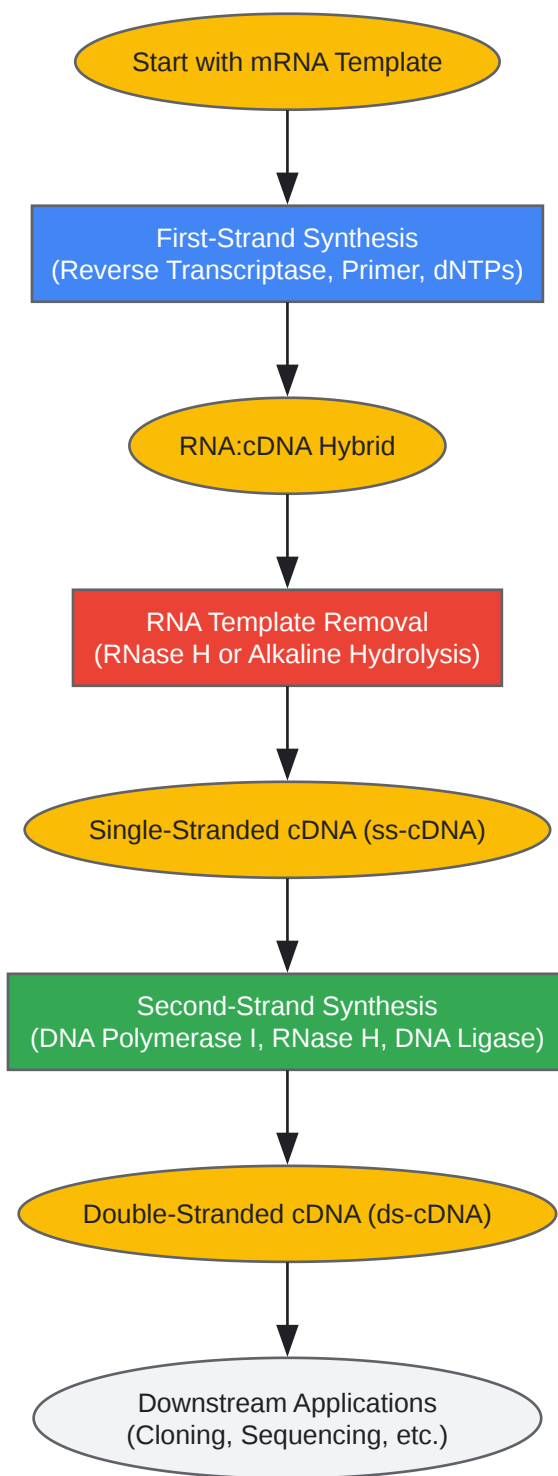 Start with mRNA Template
First-Strand Synthesis
(Reverse Transcriptase, Primer, dNTPs)
RNA:cDNA Hybrid
RNA Template Removal
(RNase H or Alkaline Hydrolysis)
Single-Stranded cDNA (ss-cDNA)
Second-Strand Synthesis
(DNA Polymerase I, RNase H, DNA Ligase)
Double-Stranded cDNA (ds-cDNA)
Downstream Applications
(Cloning, Sequencing, etc.)